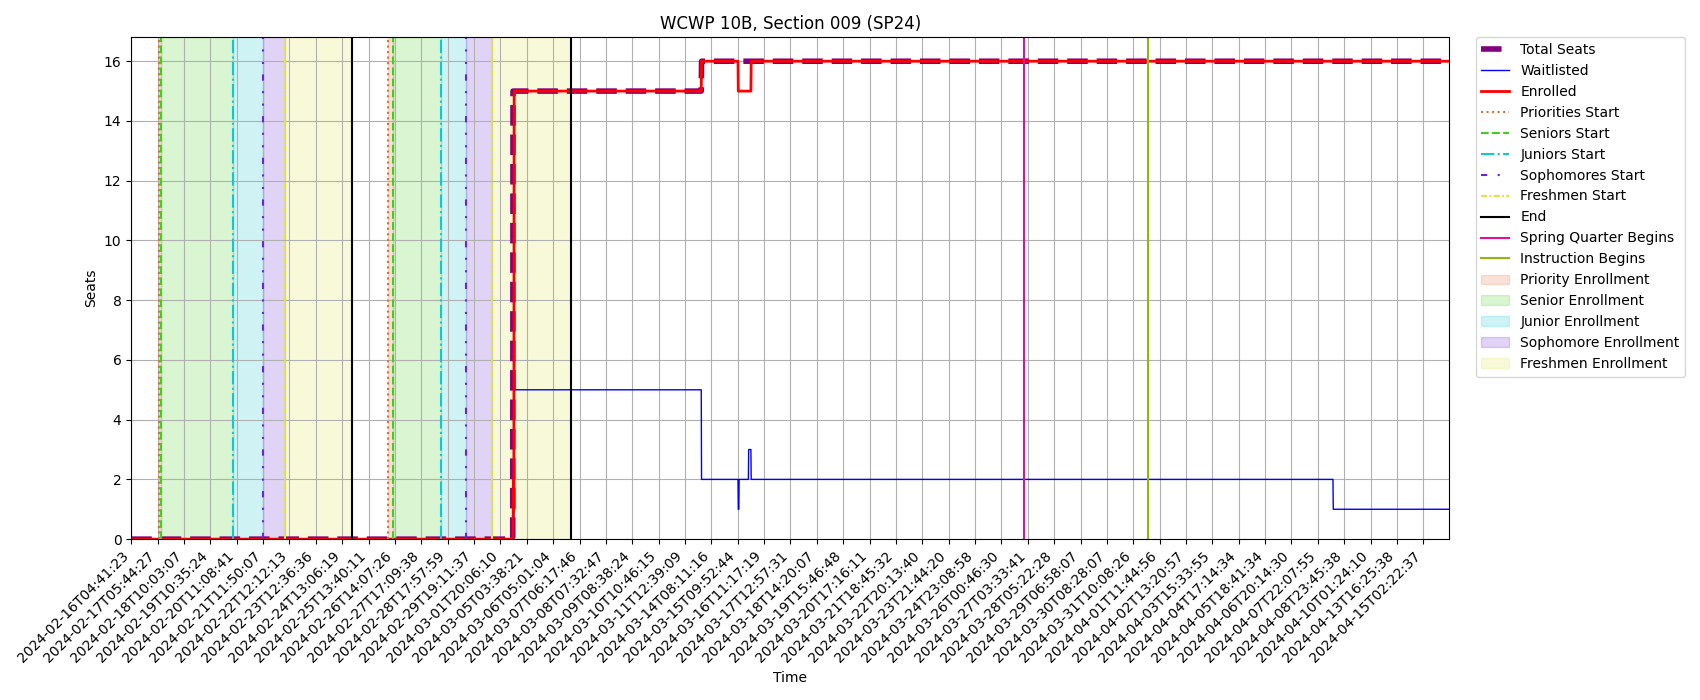 WCWP 10B, Section 009 (SP24)
Seats
16
14
12
10
8
6
4
2
0
2024-02-16T04:41:23
2024-02-17T05:44:27
2024-02-18T10:03:07
2024-02-19T10:35:24
2024-02-20T11:08:41
2024-02-21T11:50:07
2024-02-22T12:12:13
2024-02-23T12:36:36
2024-02-24T13:06:19
2024-02-25T13:40:11
2024-02-26T14:07:26
2024-02-27T17:09:38
2024-02-28T17:57:59
2024-02-29T19:11:37
2024-03-01T20:06:10
2024-03-05T03:38:21
2024-03-06T05:01:04
2024-03-07T06:17:46
2024-03-08T07:32:47
2024-03-09T08:38:24
2024-03-10T10:46:15
2024-03-11T12:39:09
2024-03-14T08:11:16
2024-03-15T09:52:44
2024-03-16T11:17:19
2024-03-17T12:57:31
2024-03-18T14:20:07
2024-03-19T15:46:48
2024-03-20T17:16:11
2024-03-21T18:45:32
2024-03-22T20:13:40
2024-03-23T21:44:20
2024-03-24T23:08:58
2024-03-26T00:46:30
2024-03-27T03:33:41
2024-03-28T05:22:28
2024-03-29T06:58:07
2024-03-30T08:28:07
2024-03-31T10:08:26
2024-04-01T11:44:56
2024-04-02T13:20:57
2024-04-03T15:33:55
2024-04-04T17:14:34
2024-04-05T18:41:34
2024-04-06T20:14:30
2024-04-07T22:07:55
2024-04-08T23:45:38
2024-04-10T01:24:10
2024-04-13T16:25:38
2024-04-15T02:22:37
Time
Total Seats
Waitlisted
Enrolled
Priorities Start
Seniors Start
Juniors Start
Sophomores Start
Freshmen Start
End
Spring Quarter Begins
Instruction Begins
Priority Enrollment
Senior Enrollment
Junior Enrollment
Sophomore Enrollment
Freshmen Enrollment